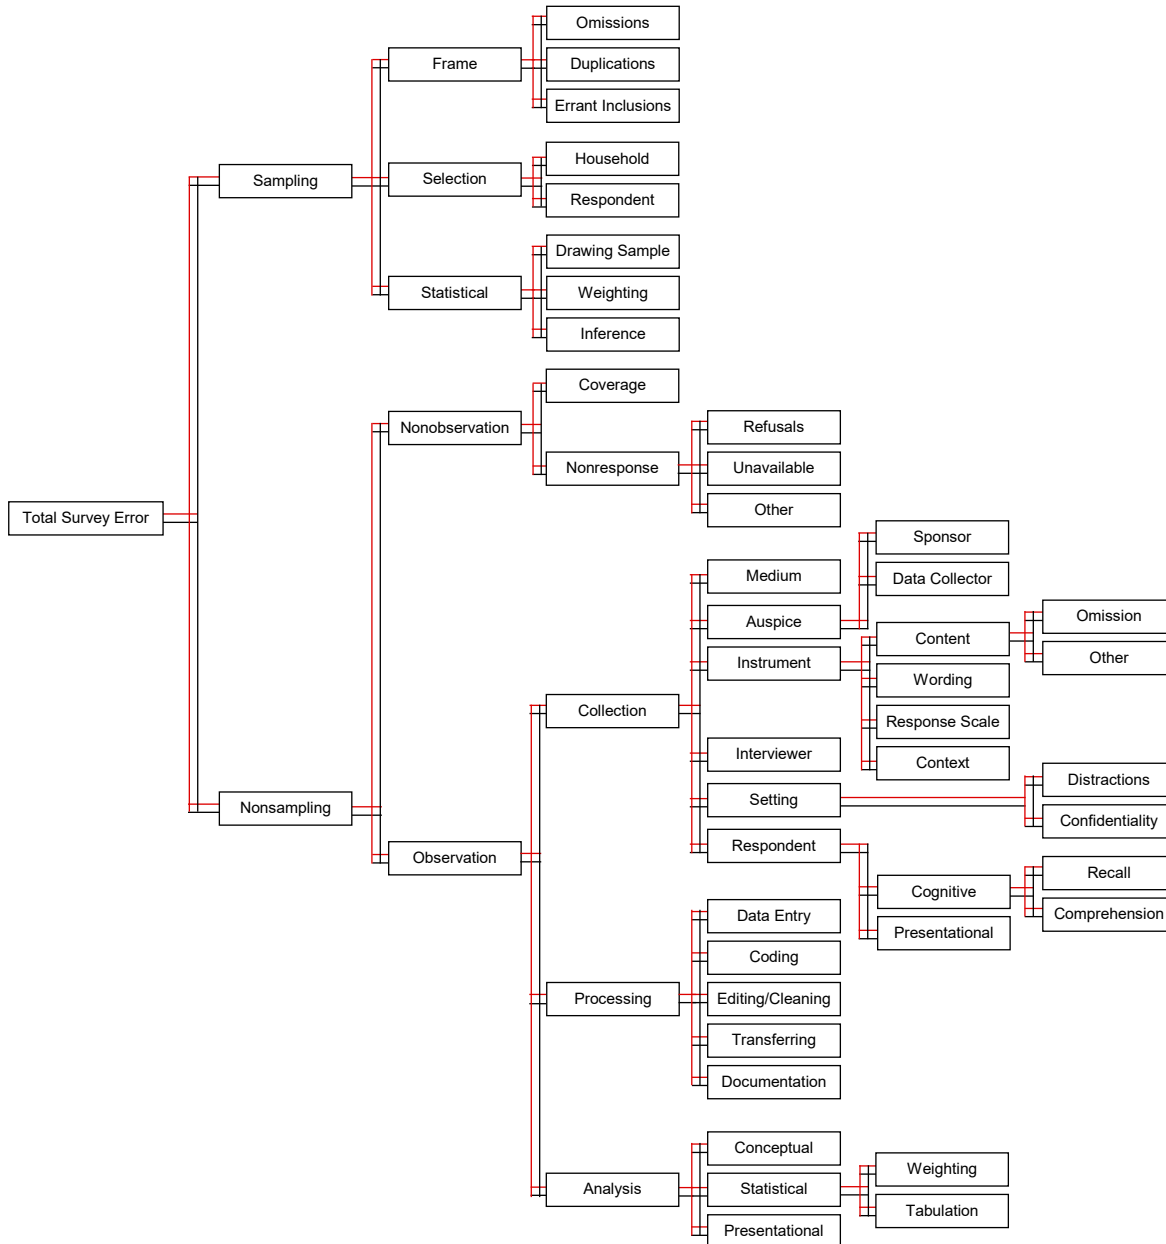 Total Survey Error
Sampling
Frame
Omissions
Duplications
Errant Inclusions
Selection
Household
Respondent
Statistical
Drawing Sample
Weighting
Inference
Nonsampling
Nonobservation
Coverage
Nonresponse
Refusals
Unavailable
Other
Observation
Collection
Medium
Auspice
Sponsor
Data Collector
Instrument
Content
Omission
Other
Wording
Response Scale
Context
Interviewer
Setting
Distractions
Confidentiality
Respondent
Cognitive
Recall
Comprehension
Presentational
Processing
Data Entry
Coding
Editing/Cleaning
Transferring
Documentation
Analysis
Conceptual
Statistical
Weighting
Tabulation
Presentational